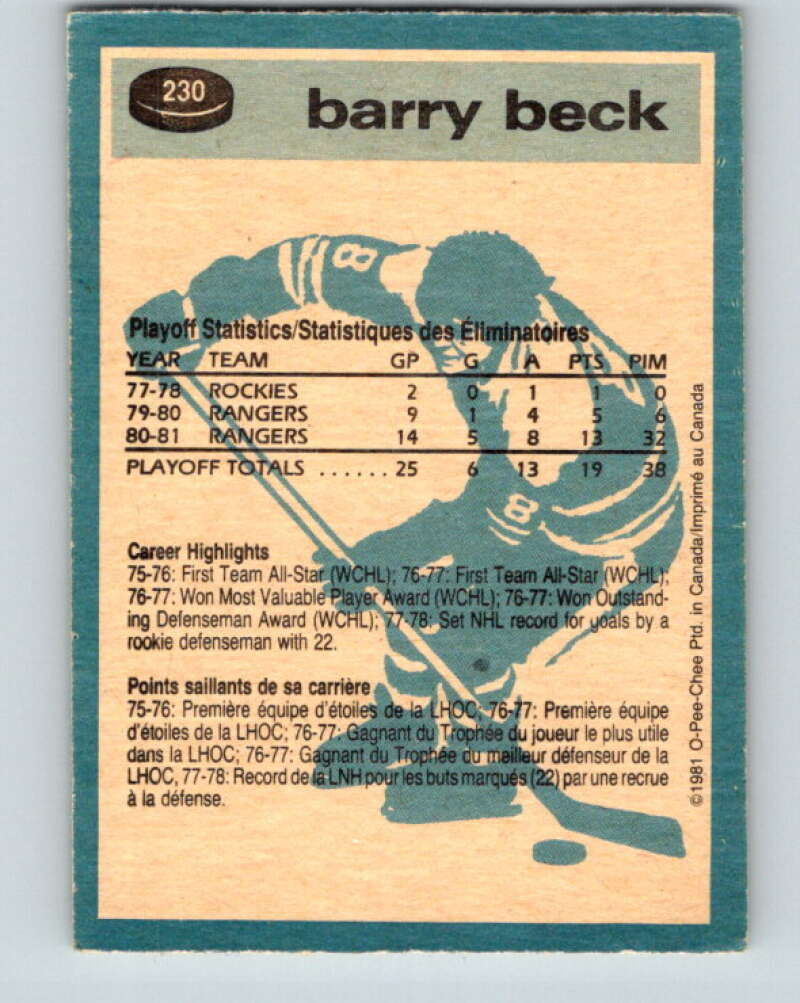 230
barry beck
8
Playoff Statistics/Statistiques des Éliminatoires
YEAR TEAM GP G A PTS PIM
77-78 ROCKIES 2 0 1 1 0
79-80 RANGERS 9 1 4 5 6
80-81 RANGERS 14 5 8 13 32
PLAYOFF TOTALS ...... 25 6 13 19 38
8
Career Highlights
75-76: First Team All-Star (WCHL); 76-77: First Team All-Star (WCHL);
76-77: Won Most Valuable Player Award (WCHL); 76-77: Won Outstand-
ing Defenseman Award (WCHL); 77-78: Set NHL record for goals by a
rookie defenseman with 22.
Points saillants de sa carrière
75-76: Première équipe d'étoiles de la LHOC; 76-77: Première équipe
d'étoiles de la LHOC; 76-77: Gagnant du Trophée du joueur le plus utile
dans la LHOC; 76-77: Gagnant du Trophée du meilleur défenseur de la
LHOC, 77-78: Record de la LNH pour les buts marqués (22) par une recrue
à la défense.
©1981 O-Pee-Chee Ptd. in Canada/Imprimé au Canada